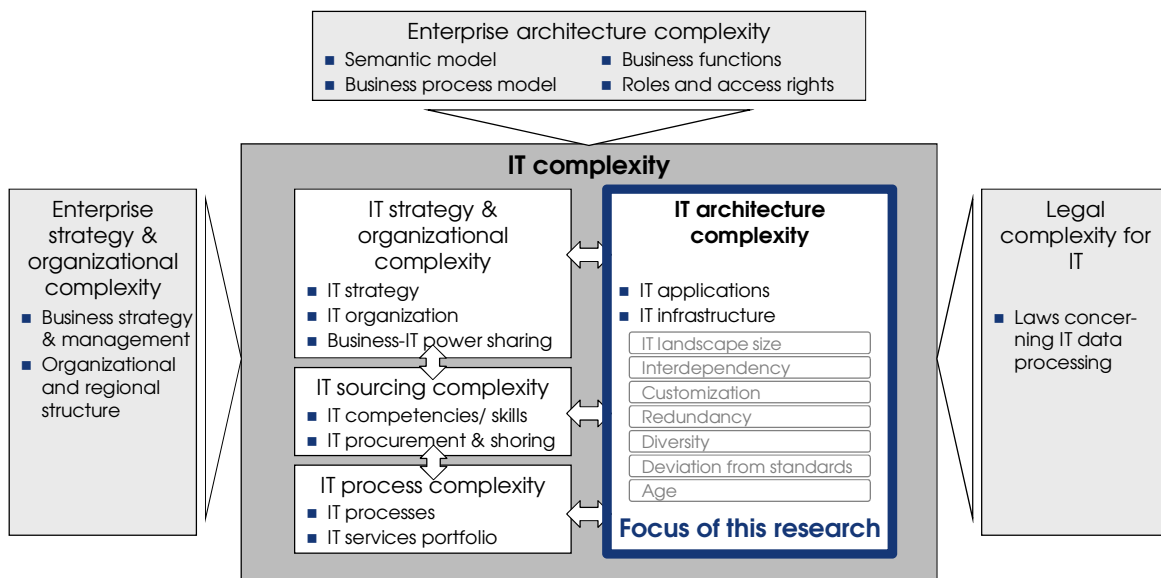 Enterprise architecture complexity
Semantic model
Business functions
Business process model
Roles and access rights
IT complexity
Enterprise
strategy &
organizational
complexity
Business strategy
& management
Organizational
and regional
structure
IT strategy &
organizational
complexity
IT strategy
IT organization
Business-IT power sharing
IT sourcing complexity
IT competencies/ skills
IT procurement & shoring
IT process complexity
IT processes
IT services portfolio
IT architecture
complexity
IT applications
IT infrastructure
IT landscape size
Interdependency
Customization
Redundancy
Diversity
Deviation from standards
Age
Focus of this research
Legal
complexity for
IT
Laws concer-
ning IT data
processing